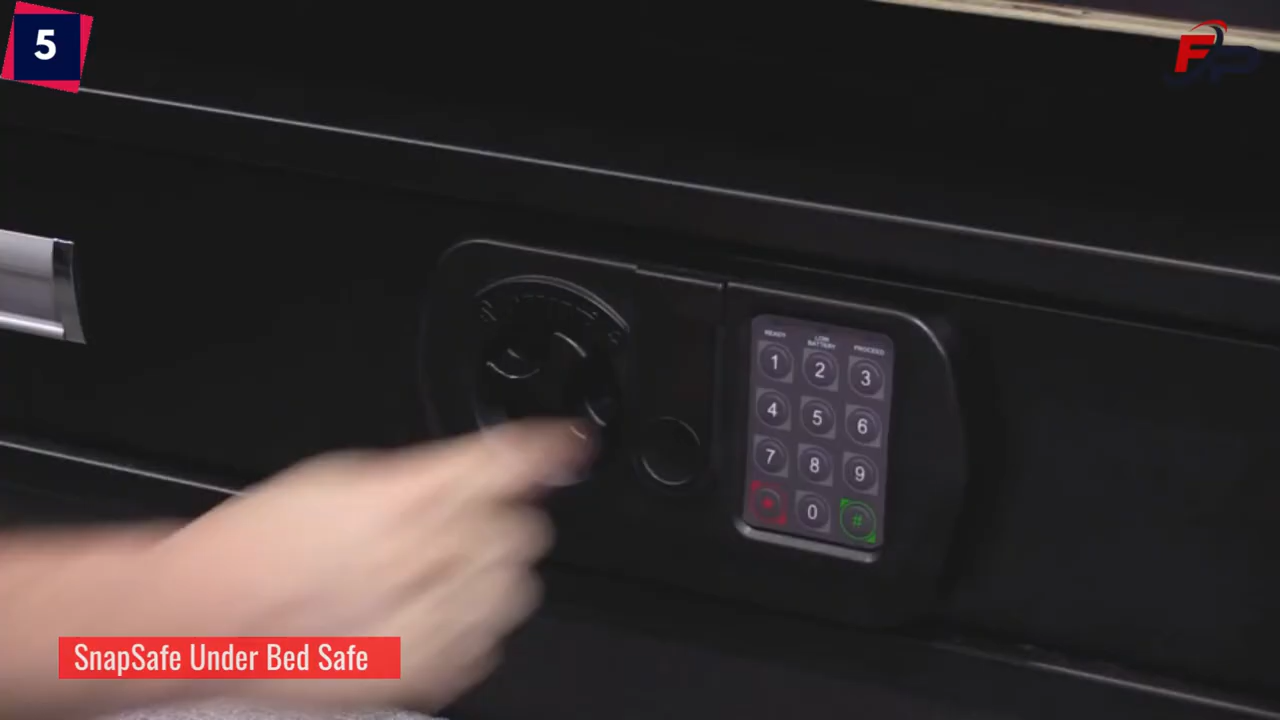 5
FP
READY LOW BATTERY PROCEED
1 2 3
4 5 6
7 8 9
* 0 #
SnapSafe Under Bed Safe